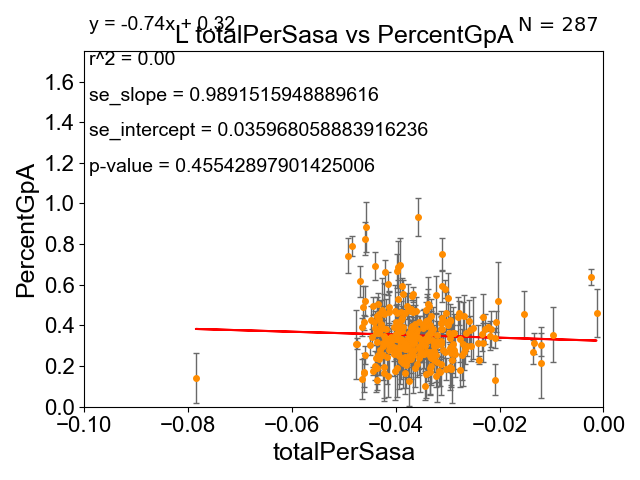 y = -0.74x + 0.32
N = 287
L totalPerSasa vs PercentGpA
r^2 = 0.00
se_slope = 0.9891515948889616
se_intercept = 0.035968058883916236
p-value = 0.45542897901425006
1.6
1.4
1.2
1.0
0.8
0.6
0.4
0.2
0.0
PercentGpA
−0.10
−0.08
−0.06
−0.04
−0.02
0.00
totalPerSasa